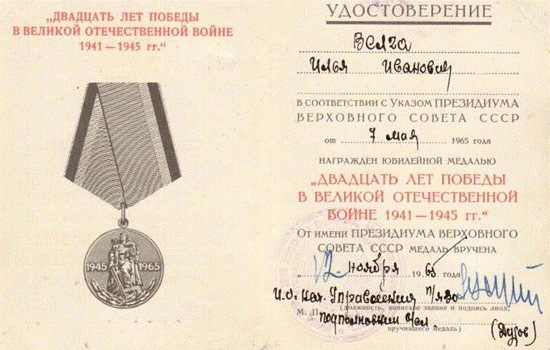 „ДВАДЦАТЬ ЛЕТ ПОБЕДЫ
В ВЕЛИКОЙ ОТЕЧЕСТВЕННОЙ ВОЙНЕ
1941—1945 гг.“
1945 1965
УДОСТОВЕРЕНИЕ
Велга
Илья Иванович
В СООТВЕТСТВИИ С УКАЗОМ ПРЕЗИДИУМА
ВЕРХОВНОГО СОВЕТА СССР
от 7 мая 1965 года
НАГРАЖДЕН ЮБИЛЕЙНОЙ МЕДАЛЬЮ
„ДВАДЦАТЬ ЛЕТ ПОБЕДЫ
В ВЕЛИКОЙ ОТЕЧЕСТВЕННОЙ
ВОЙНЕ 1941—1945 гг.“
От имени ПРЕЗИДИУМА ВЕРХОВНОГО
СОВЕТА СССР МЕДАЛЬ ВРУЧЕНА
12 ноября 1965 года
И.О. Нач. Управления п/я
М. П. (должность, воинское звание и подпись лица,
подполковник
вручившего медаль)